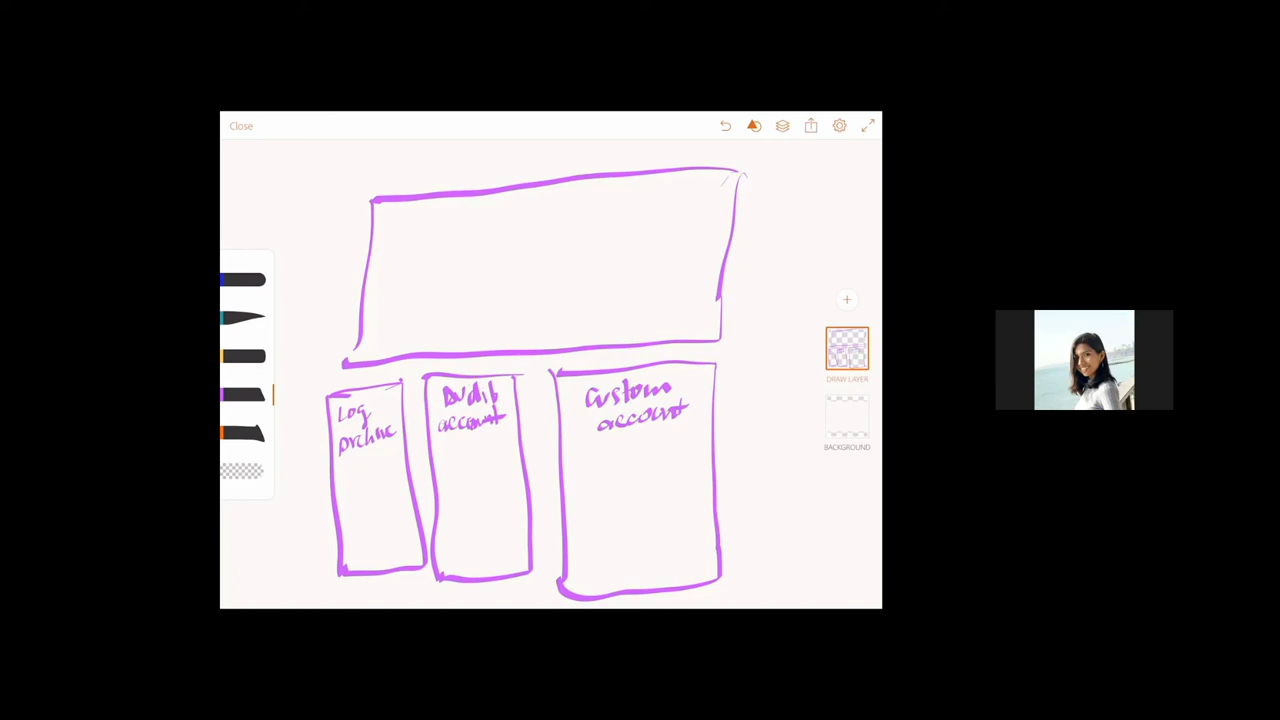 Close
Log
Archive
Audit
account
Custom
account
DRAW LAYER
BACKGROUND